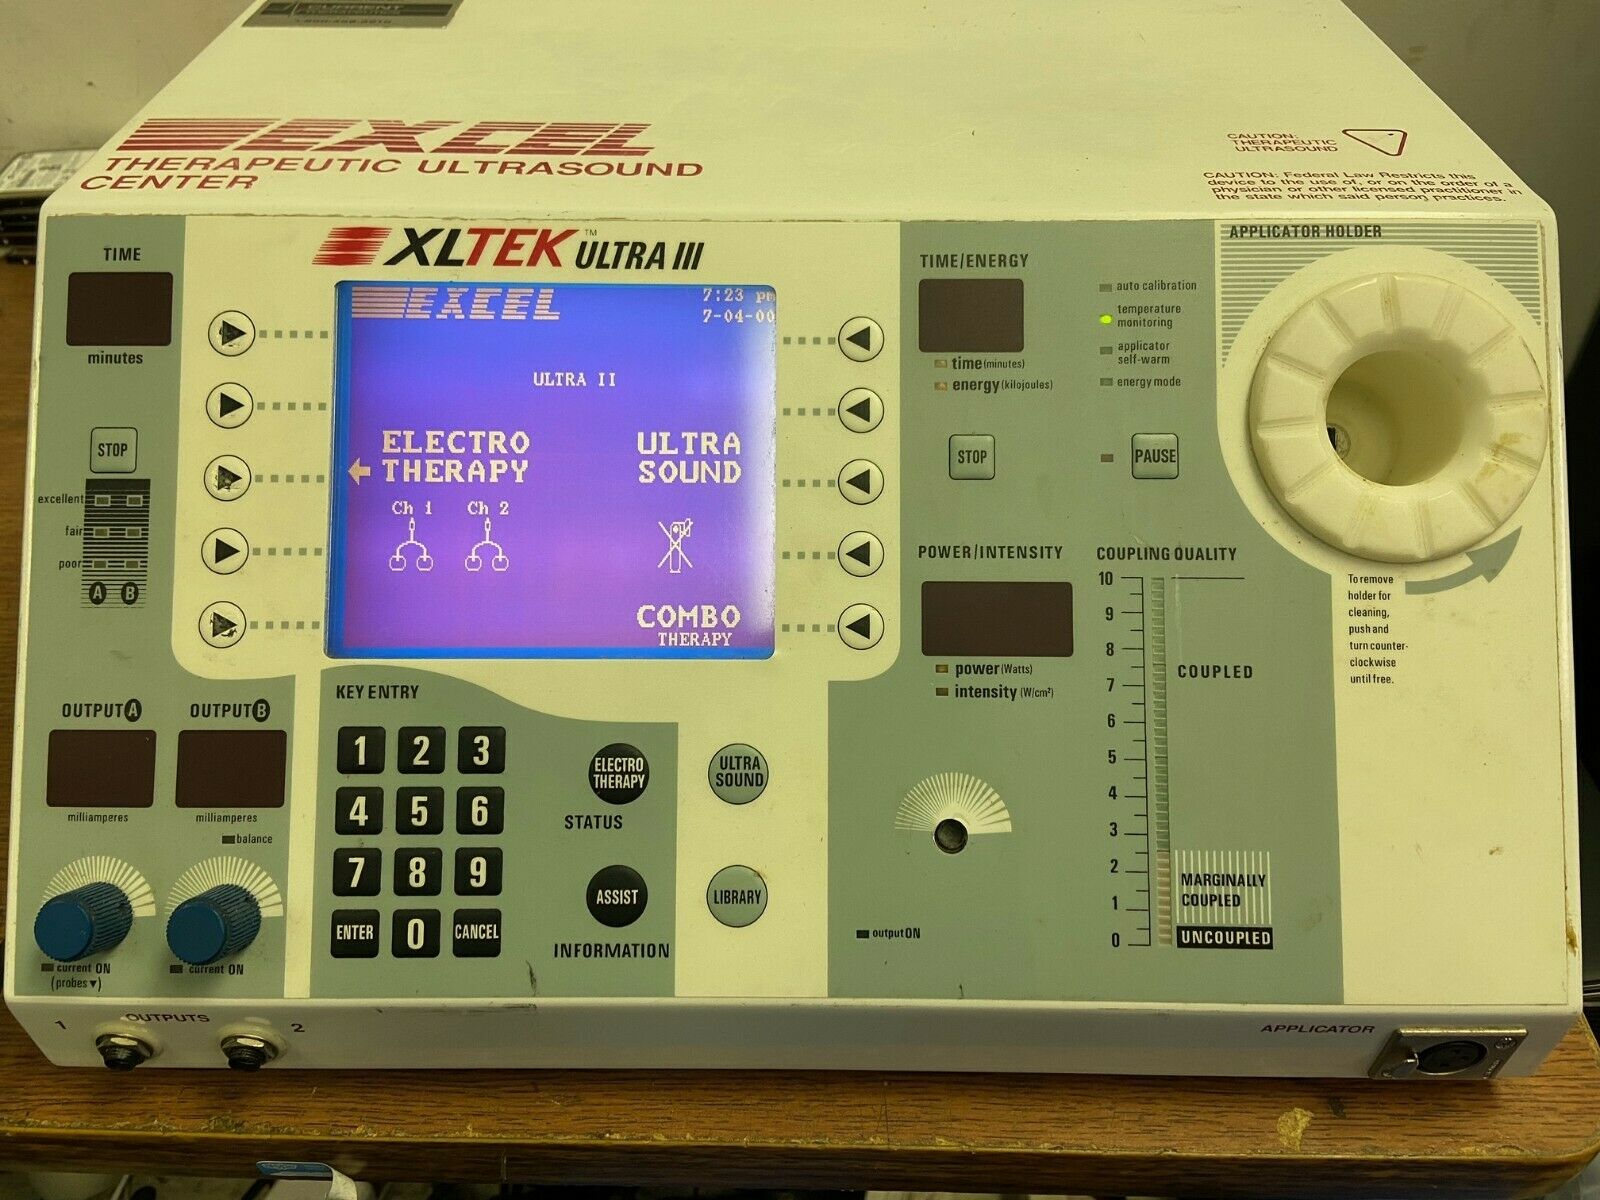 CURRENT
EXCEL
THERAPEUTIC ULTRASOUND
CENTER
CAUTION:
THERAPEUTIC
ULTRASOUND
CAUTION: Federal Law Restricts this
device to the use of, or on the order of a
physician or other licensed practitioner in
the state which said person practices.
XLTEK™ ULTRA III
TIME
minutes
STOP
excellent
fair
poor
A B
EXCEL
7:23 pm
7-04-00
ULTRA II
ELECTRO
THERAPY
ULTRA
SOUND
Ch 1 Ch 2
COMBO
THERAPY
TIME/ENERGY
time (minutes)
energy (kilojoules)
auto calibration
temperature
monitoring
applicator
self-warm
energy mode
STOP
PAUSE
APPLICATOR HOLDER
To remove
holder for
cleaning,
push and
turn counter-
clockwise
until free.
POWER/INTENSITY
power (Watts)
intensity (W/cm²)
output ON
COUPLING QUALITY
10
9
8
7
6
5
4
3
2
1
0
COUPLED
MARGINALLY
COUPLED
UNCOUPLED
OUTPUT A
OUTPUT B
milliamperes
milliamperes
balance
current ON
(probes ▼)
current ON
KEY ENTRY
1 2 3
4 5 6
7 8 9
ENTER 0 CANCEL
ELECTRO
THERAPY
STATUS
ULTRA
SOUND
ASSIST
INFORMATION
LIBRARY
1 OUTPUTS 2
APPLICATOR